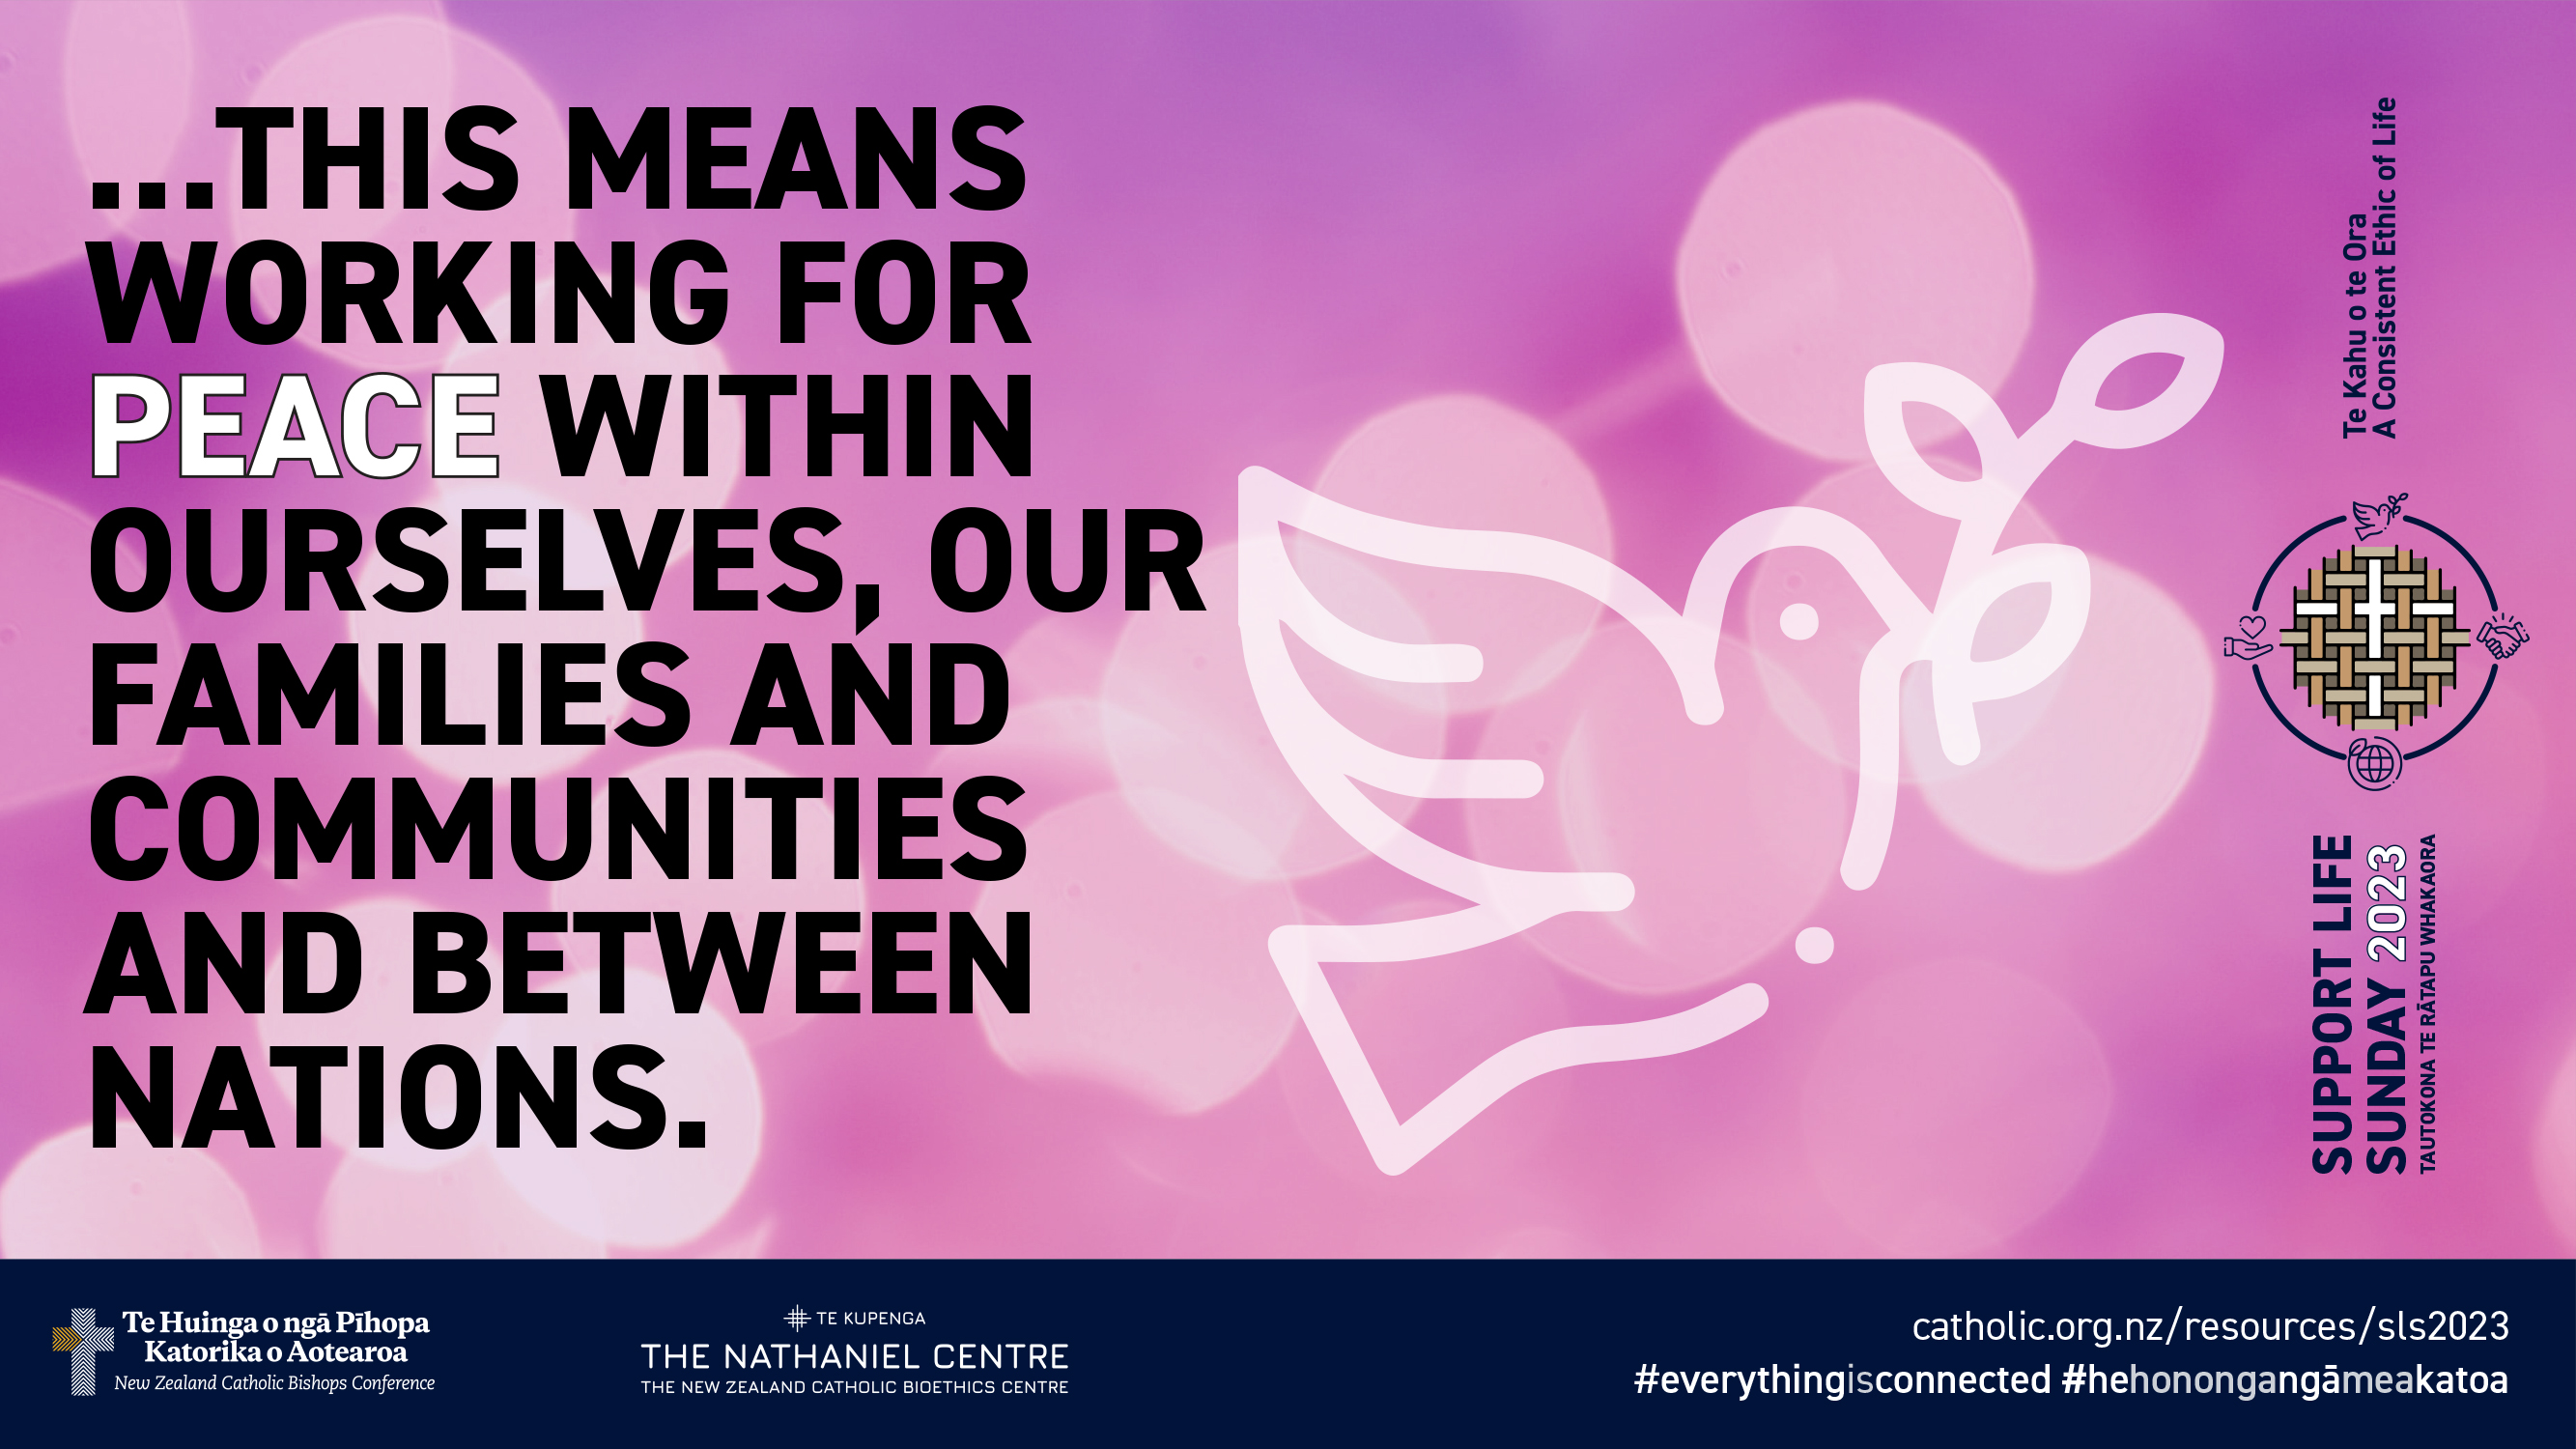 ...THIS MEANS
WORKING FOR
PEACE WITHIN
OURSELVES, OUR
FAMILIES AND
COMMUNITIES
AND BETWEEN
NATIONS.
Te Kahu o te Ora
A Consistent Ethic of Life
SUPPORT LIFE
SUNDAY 2023
TAUTOKONA TE RĀTAPU WHAKAORA
Te Huinga o ngā Pīhopa
Katorika o Aotearoa
New Zealand Catholic Bishops Conference
TE KUPENGA
THE NATHANIEL CENTRE
THE NEW ZEALAND CATHOLIC BIOETHICS CENTRE
catholic.org.nz/resources/sls2023
#everythingisconnected #hehonongangāmeakatoa